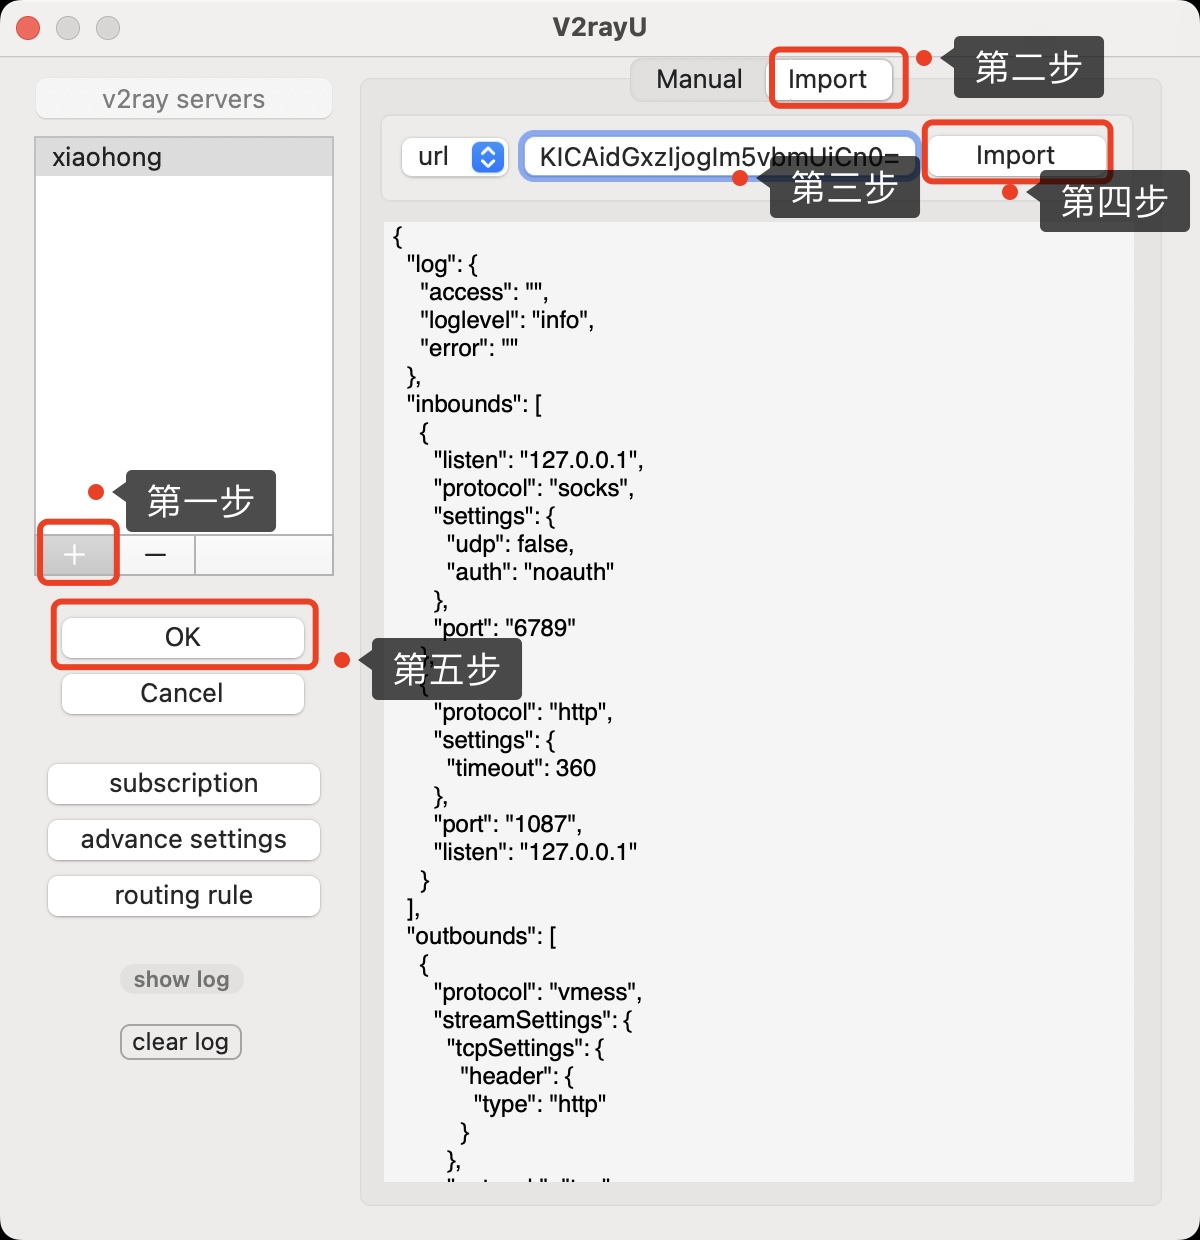 V2rayU
v2ray servers
xiaohong
第一步
+
−
OK
第五步
Cancel
subscription
advance settings
routing rule
show log
clear log
Manual
Import
第二步
url
KICAidGxzIjogIm5vbmUiCn0=
第三步
Import
第四步
{
"log": {
"access": "",
"loglevel": "info",
"error": ""
},
"inbounds": [
{
"listen": "127.0.0.1",
"protocol": "socks",
"settings": {
"udp": false,
"auth": "noauth"
},
"port": "6789"
},
{
"protocol": "http",
"settings": {
"timeout": 360
},
"port": "1087",
"listen": "127.0.0.1"
}
],
"outbounds": [
{
"protocol": "vmess",
"streamSettings": {
"tcpSettings": {
"header": {
"type": "http"
}
},